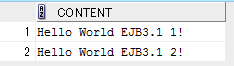 CONTENT
1 Hello World EJB3.1 1!
2 Hello World EJB3.1 2!